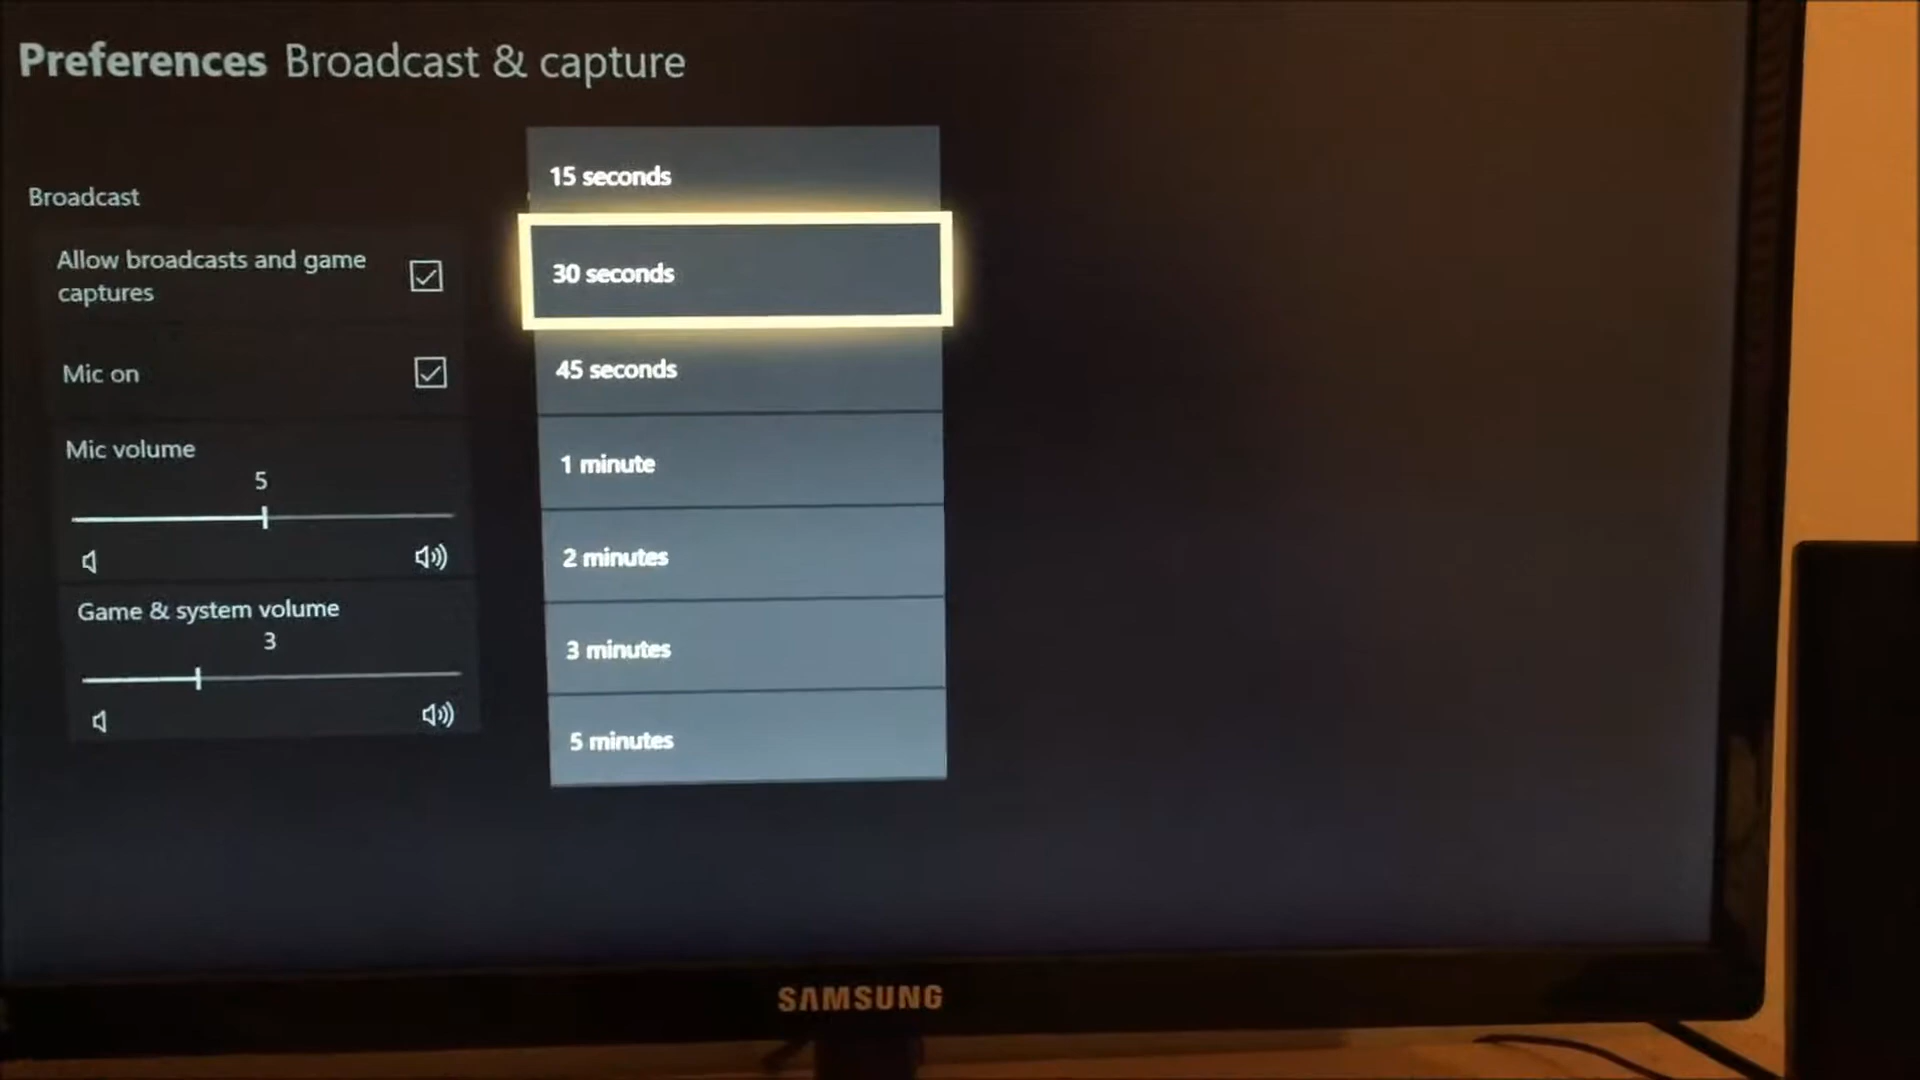 Preferences Broadcast & capture
Broadcast
Allow broadcasts and game
captures
Mic on
Mic volume
5
Game & system volume
3
15 seconds
30 seconds
45 seconds
1 minute
2 minutes
3 minutes
5 minutes
SAMSUNG